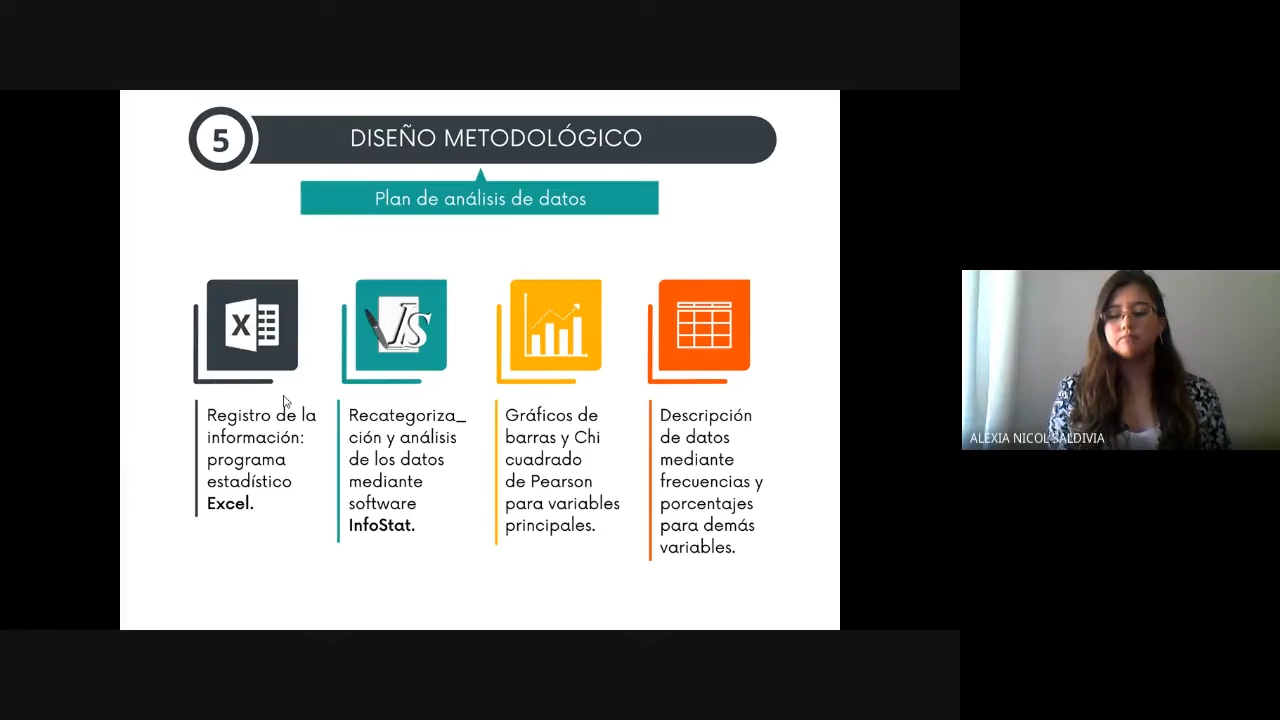 5
DISEÑO METODOLÓGICO
Plan de análisis de datos
X
IS
Registro de la
información:
programa
estadístico
Excel.
Recategoriza_
ción y análisis
de los datos
mediante
software
InfoStat.
Gráficos de
barras y Chi
cuadrado
de Pearson
para variables
principales.
Descripción
de datos
mediante
frecuencias y
porcentajes
para demás
variables.
ALEXIA NICOL SALDIVIA